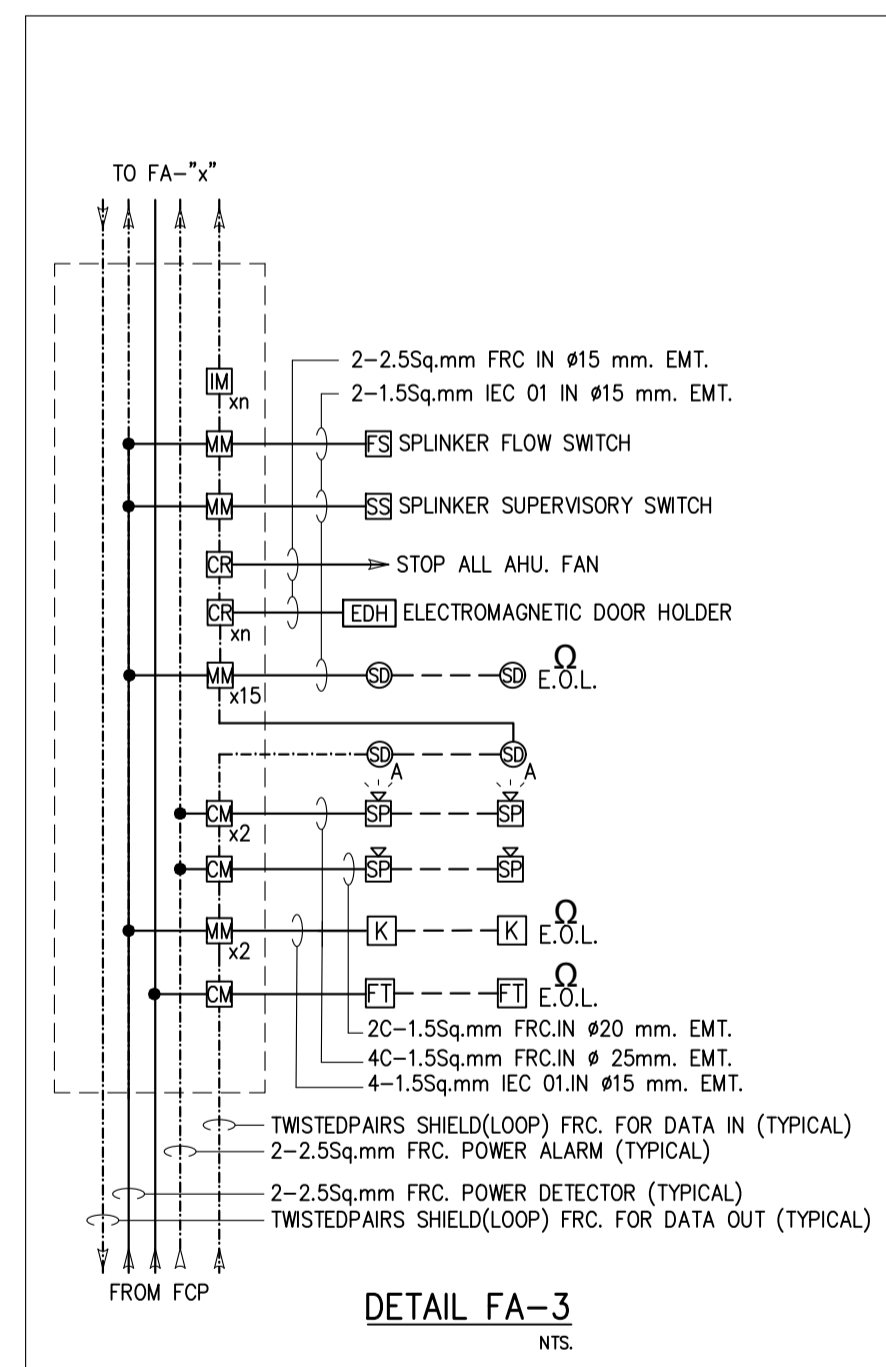 TO FA-"x"
2-2.5Sq.mm FRC IN ø15 mm. EMT.
IM
xn
2-1.5Sq.mm IEC 01 IN ø15 mm. EMT.
MM FS SPLINKER FLOW SWITCH
MM SS SPLINKER SUPERVISORY SWITCH
CR STOP ALL AHU. FAN
CR EDH ELECTROMAGNETIC DOOR HOLDER
xn
MM SD SD Ω
x15 E.O.L.
SD SD
A A
CM SP SP
x2
CM SP SP
MM K K Ω
x2 E.O.L.
CM FT FT Ω
E.O.L.
2C-1.5Sq.mm FRC.IN ø20 mm. EMT.
4C-1.5Sq.mm FRC.IN ø 25mm. EMT.
4-1.5Sq.mm IEC 01.IN ø15 mm. EMT.
TWISTEDPAIRS SHIELD(LOOP) FRC. FOR DATA IN (TYPICAL)
2-2.5Sq.mm FRC. POWER ALARM (TYPICAL)
2-2.5Sq.mm FRC. POWER DETECTOR (TYPICAL)
TWISTEDPAIRS SHIELD(LOOP) FRC. FOR DATA OUT (TYPICAL)
FROM FCP
DETAIL FA-3
NTS.